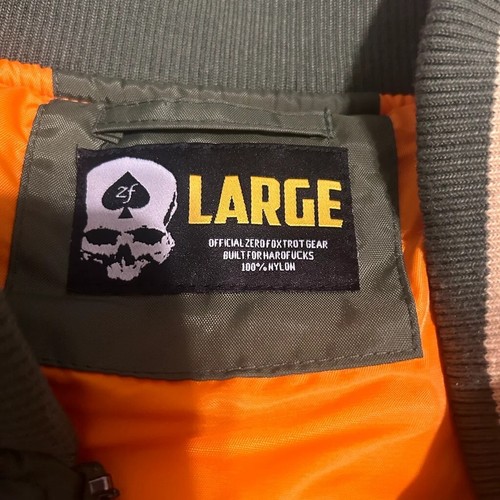 2f
LARGE
OFFICIAL ZERO FOXTROT GEAR
BUILT FOR HARDFUCKS
100% NYLON